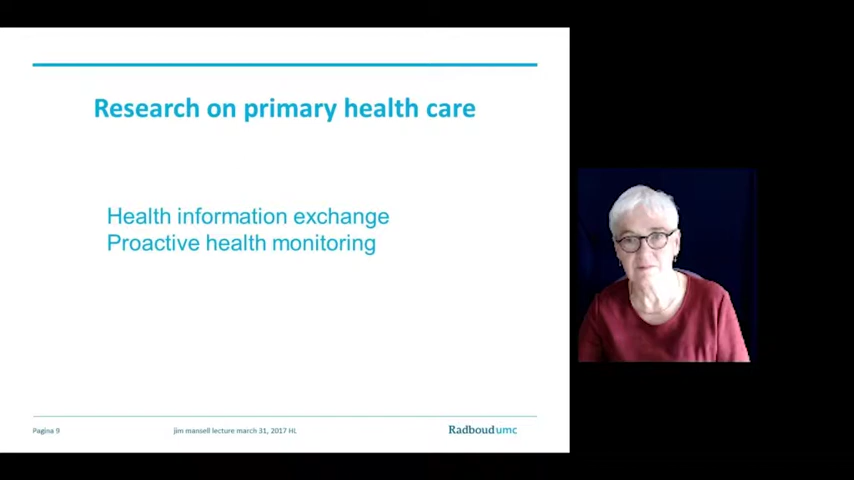 Research on primary health care
Health information exchange
Proactive health monitoring
Pagina 9
jim mansell lecture march 31, 2017 HL
Radboudumc